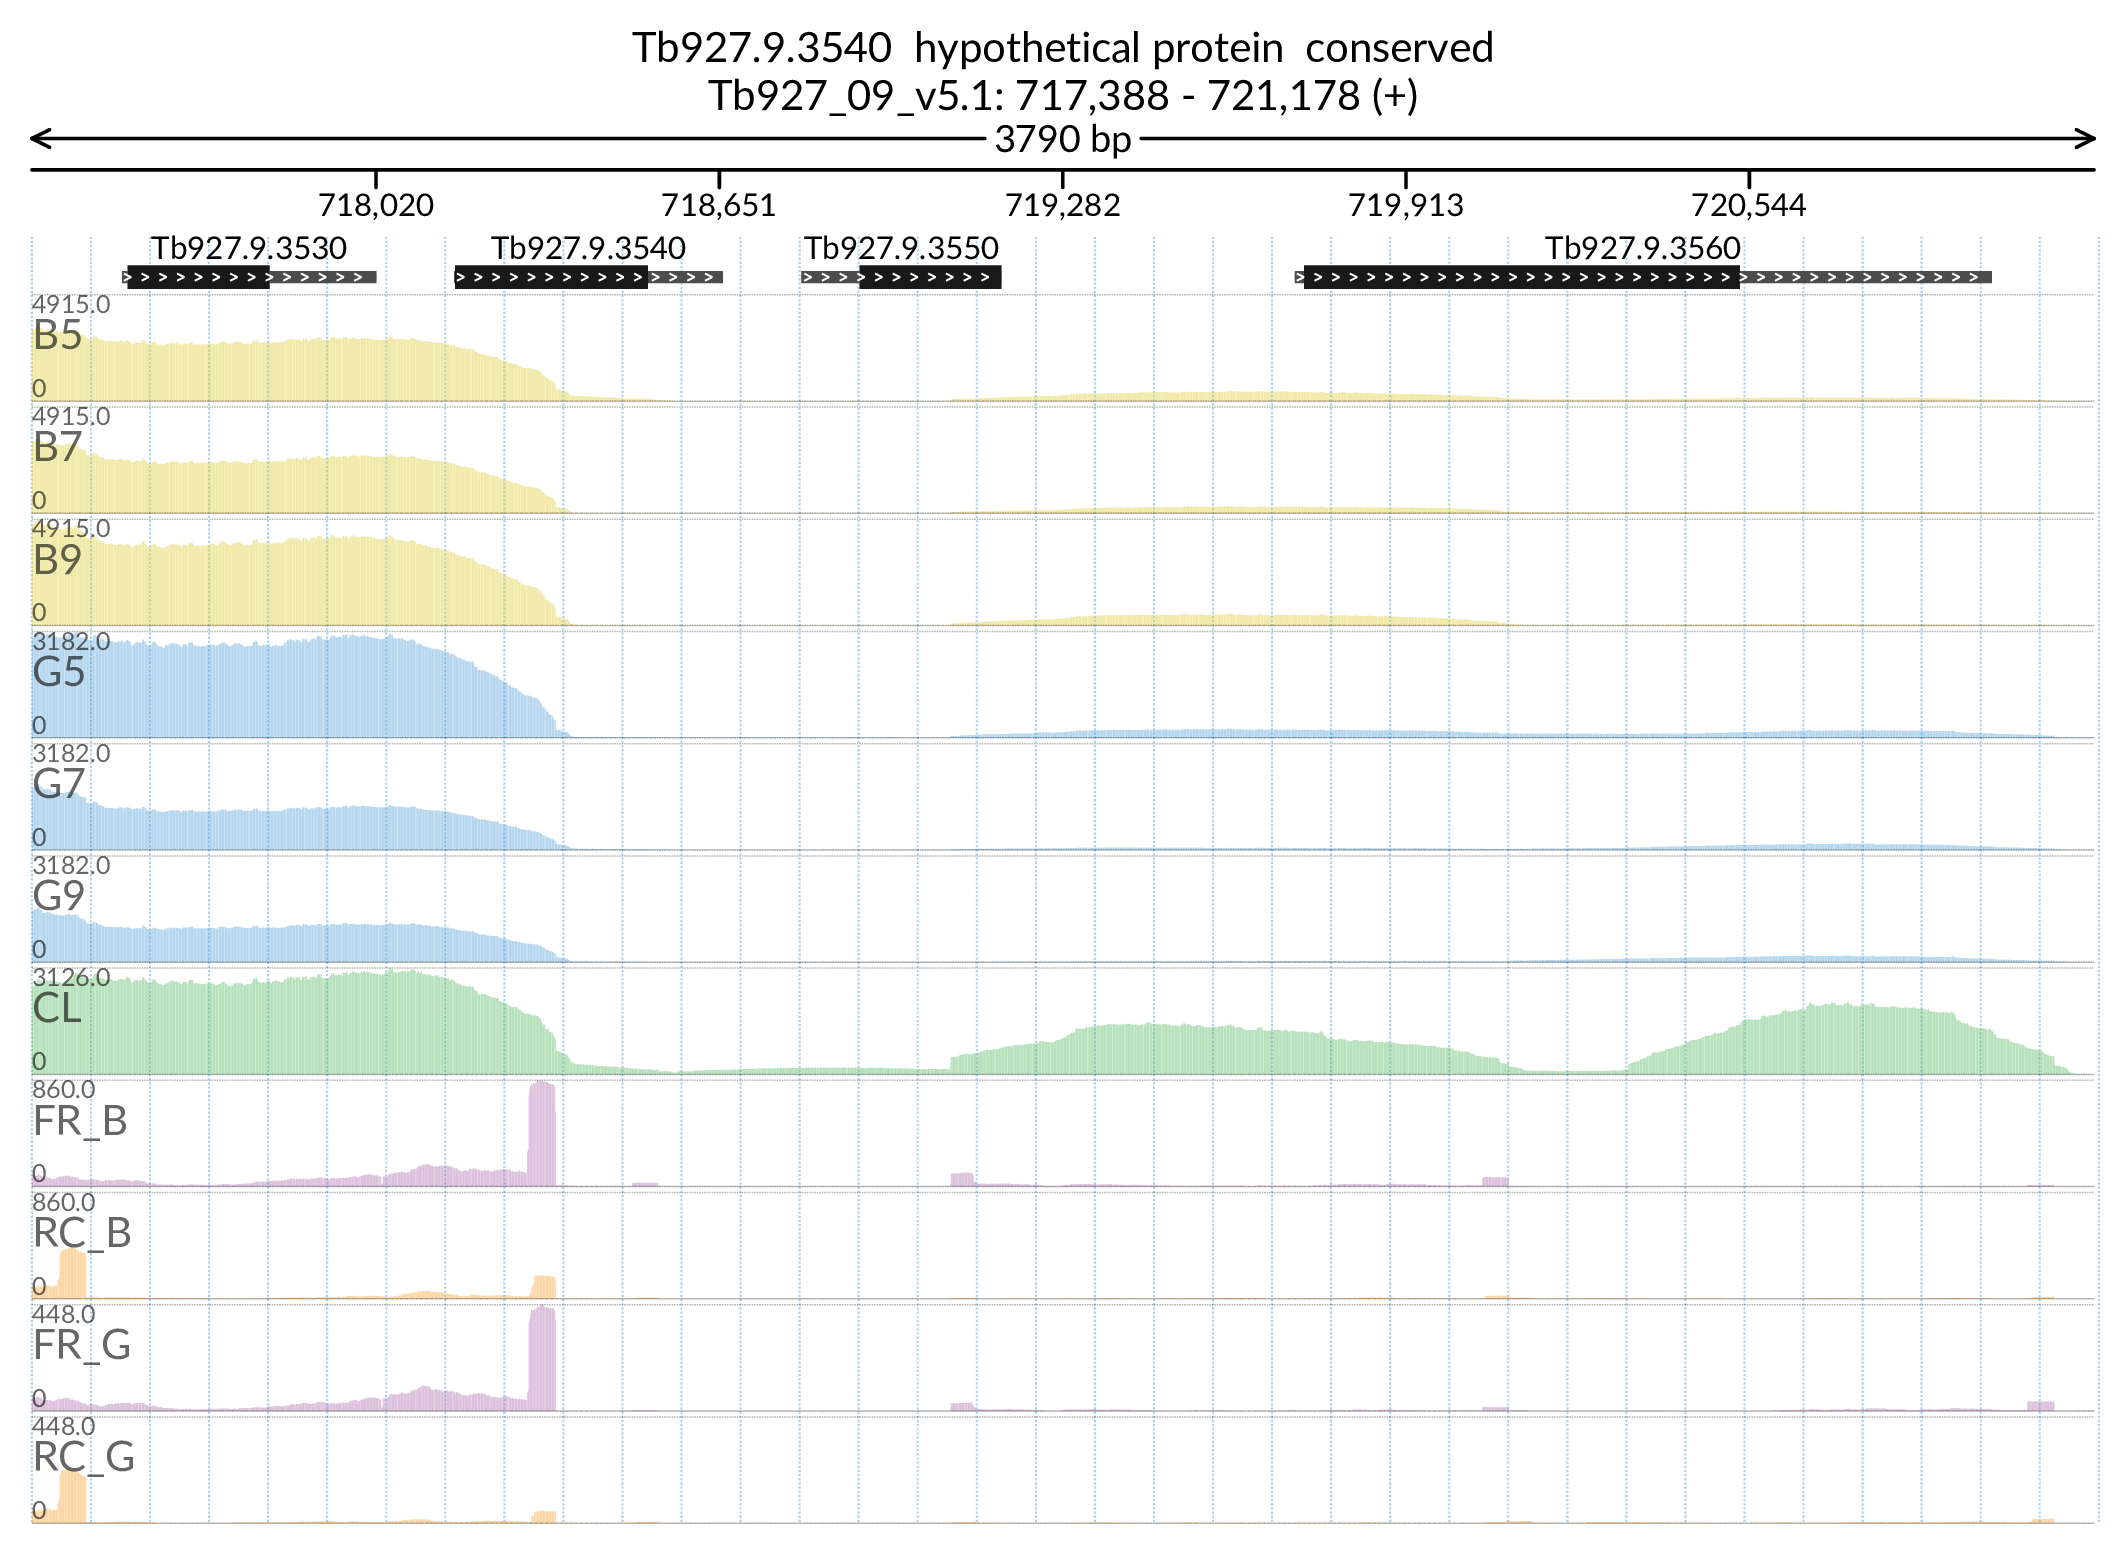 Tb927.9.3540  hypothetical protein  conserved
Tb927_09_v5.1: 717,388 - 721,178 (+)
3790 bp
718,020 718,651 719,282 719,913 720,544
Tb927.9.3530 Tb927.9.3540 Tb927.9.3550 Tb927.9.3560
4915.0
B5
0
4915.0
B7
0
4915.0
B9
0
3182.0
G5
0
3182.0
G7
0
3182.0
G9
0
3126.0
CL
0
860.0
FR_B
0
860.0
RC_B
0
448.0
FR_G
0
448.0
RC_G
0